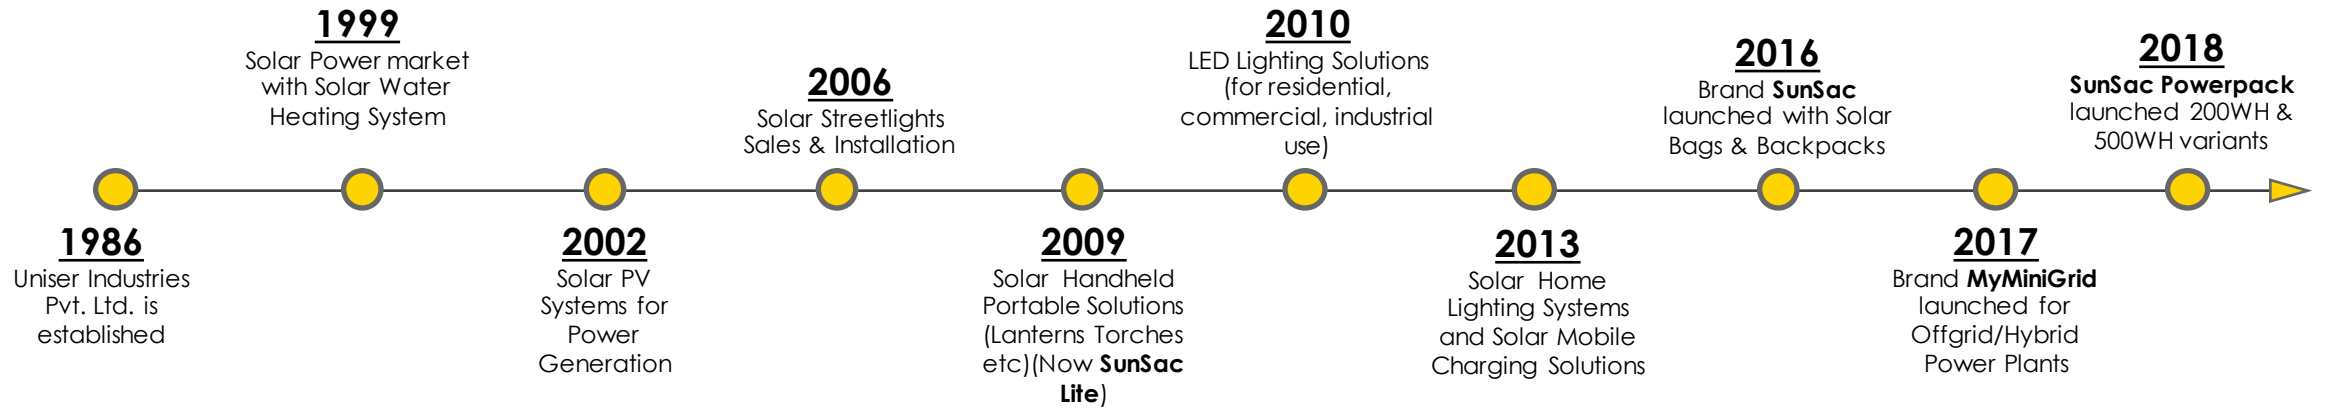 1986
Uniser Industries
Pvt. Ltd. is
established
1999
Solar Power market
with Solar Water
Heating System
2002
Solar PV
Systems for
Power
Generation
2006
Solar Streetlights
Sales & Installation
2009
Solar Handheld
Portable Solutions
(Lanterns Torches
etc)(Now SunSac
Lite)
2010
LED Lighting Solutions
(for residential,
commercial, industrial
use)
2013
Solar Home
Lighting Systems
and Solar Mobile
Charging Solutions
2016
Brand SunSac
launched with Solar
Bags & Backpacks
2017
Brand MyMiniGrid
launched for
Offgrid/Hybrid
Power Plants
2018
SunSac Powerpack
launched 200WH &
500WH variants